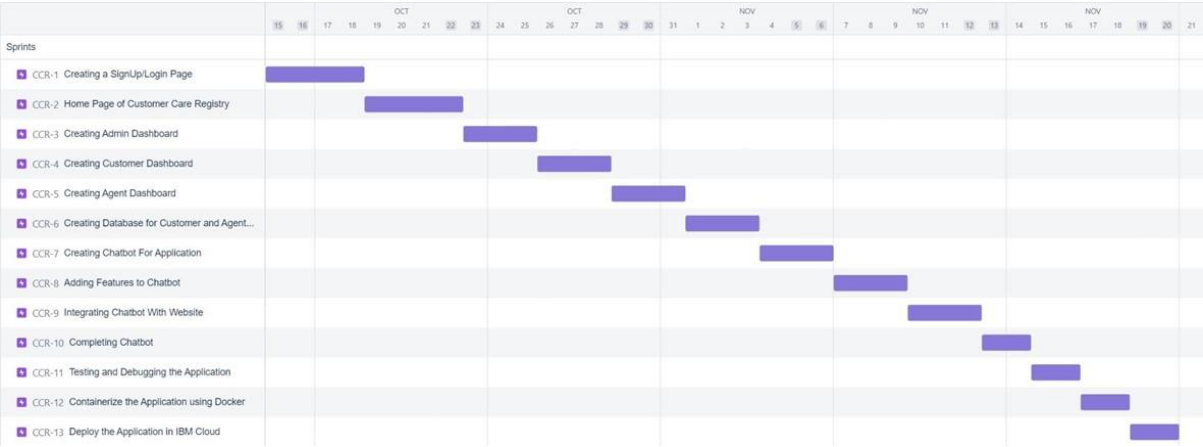 OCT OCT NOV NOV NOV
15 16 17 18 19 20 21 22 23 24 25 26 27 28 29 30 31 1 2 3 4 5 6 7 8 9 10 11 12 13 14 15 16 17 18 19 20 21
Sprints
CCR-1 Creating a SignUp/Login Page
CCR-2 Home Page of Customer Care Registry
CCR-3 Creating Admin Dashboard
CCR-4 Creating Customer Dashboard
CCR-5 Creating Agent Dashboard
CCR-6 Creating Database for Customer and Agent...
CCR-7 Creating Chatbot For Application
CCR-8 Adding Features to Chatbot
CCR-9 Integrating Chatbot With Website
CCR-10 Completing Chatbot
CCR-11 Testing and Debugging the Application
CCR-12 Containerize the Application using Docker
CCR-13 Deploy the Application in IBM Cloud